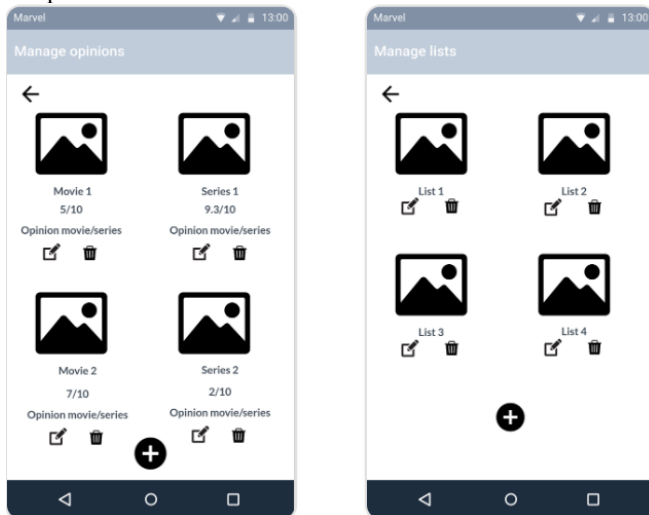 Marvel 13:00
Manage opinions
Movie 1 Series 1
5/10 9.3/10
Opinion movie/series Opinion movie/series
Movie 2 Series 2
7/10 2/10
Opinion movie/series Opinion movie/series
Marvel 13:00
Manage lists
List 1 List 2
List 3 List 4